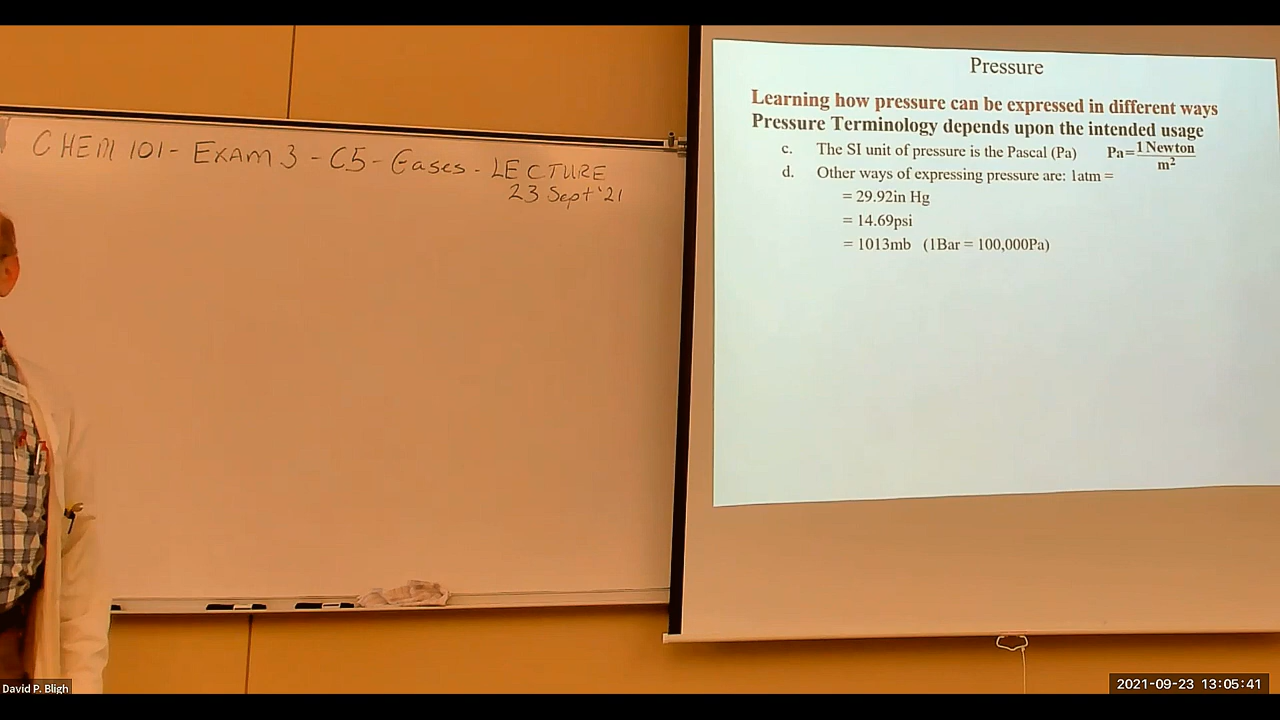 CHEM 101 - EXAM 3 - C5 - Gases - LECTURE
23 Sept '21
Pressure
Learning how pressure can be expressed in different ways
Pressure Terminology depends upon the intended usage
c. The SI unit of pressure is the Pascal (Pa) Pa=1 Newton
m²
d. Other ways of expressing pressure are: 1atm =
= 29.92in Hg
= 14.69psi
= 1013mb (1Bar = 100,000Pa)
David P. Bligh
2021-09-23 13:05:41